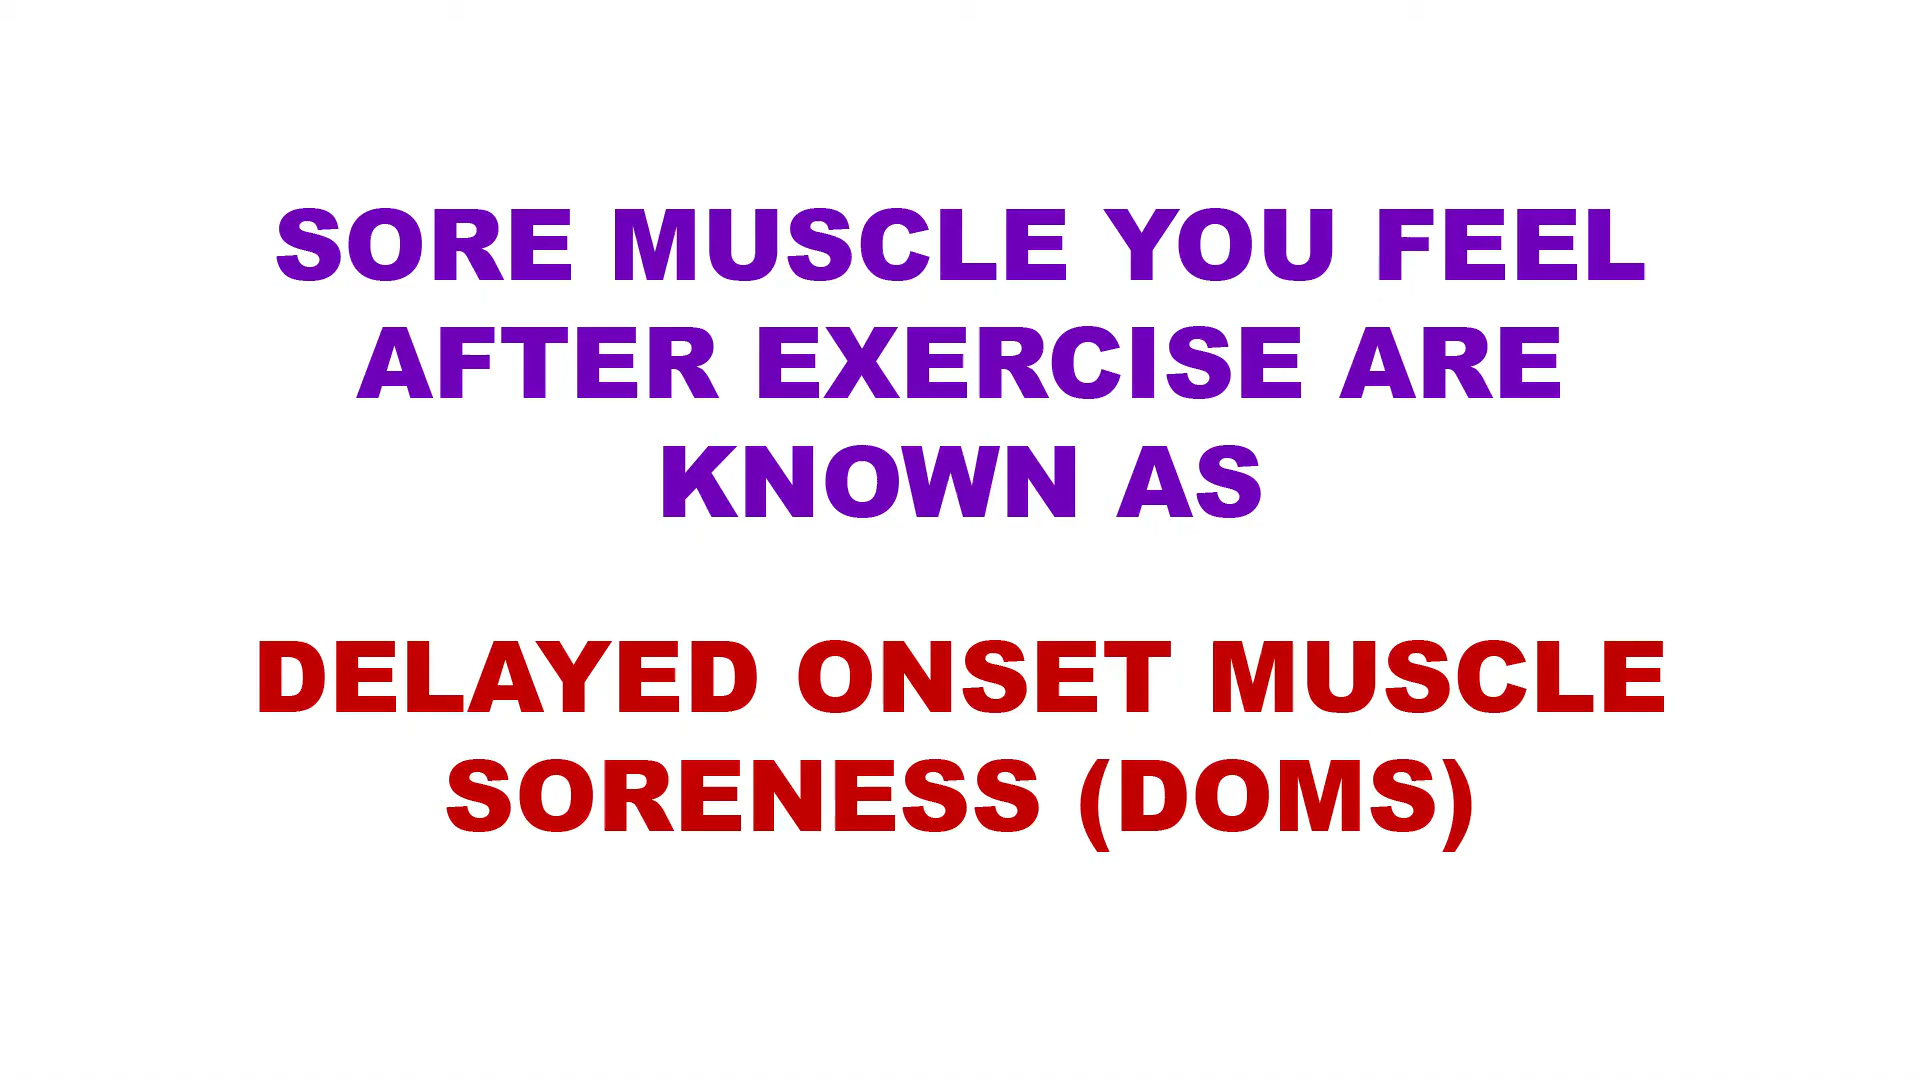 SORE MUSCLE YOU FEEL
AFTER EXERCISE ARE
KNOWN AS
DELAYED ONSET MUSCLE
SORENESS (DOMS)